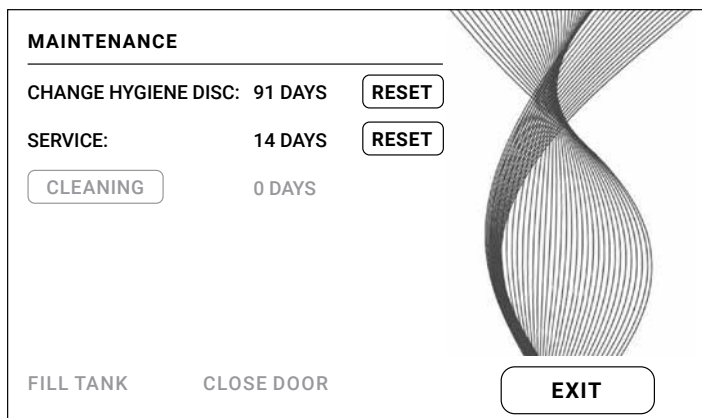 MAINTENANCE
CHANGE HYGIENE DISC: 91 DAYS RESET
SERVICE: 14 DAYS RESET
CLEANING 0 DAYS
FILL TANK CLOSE DOOR EXIT